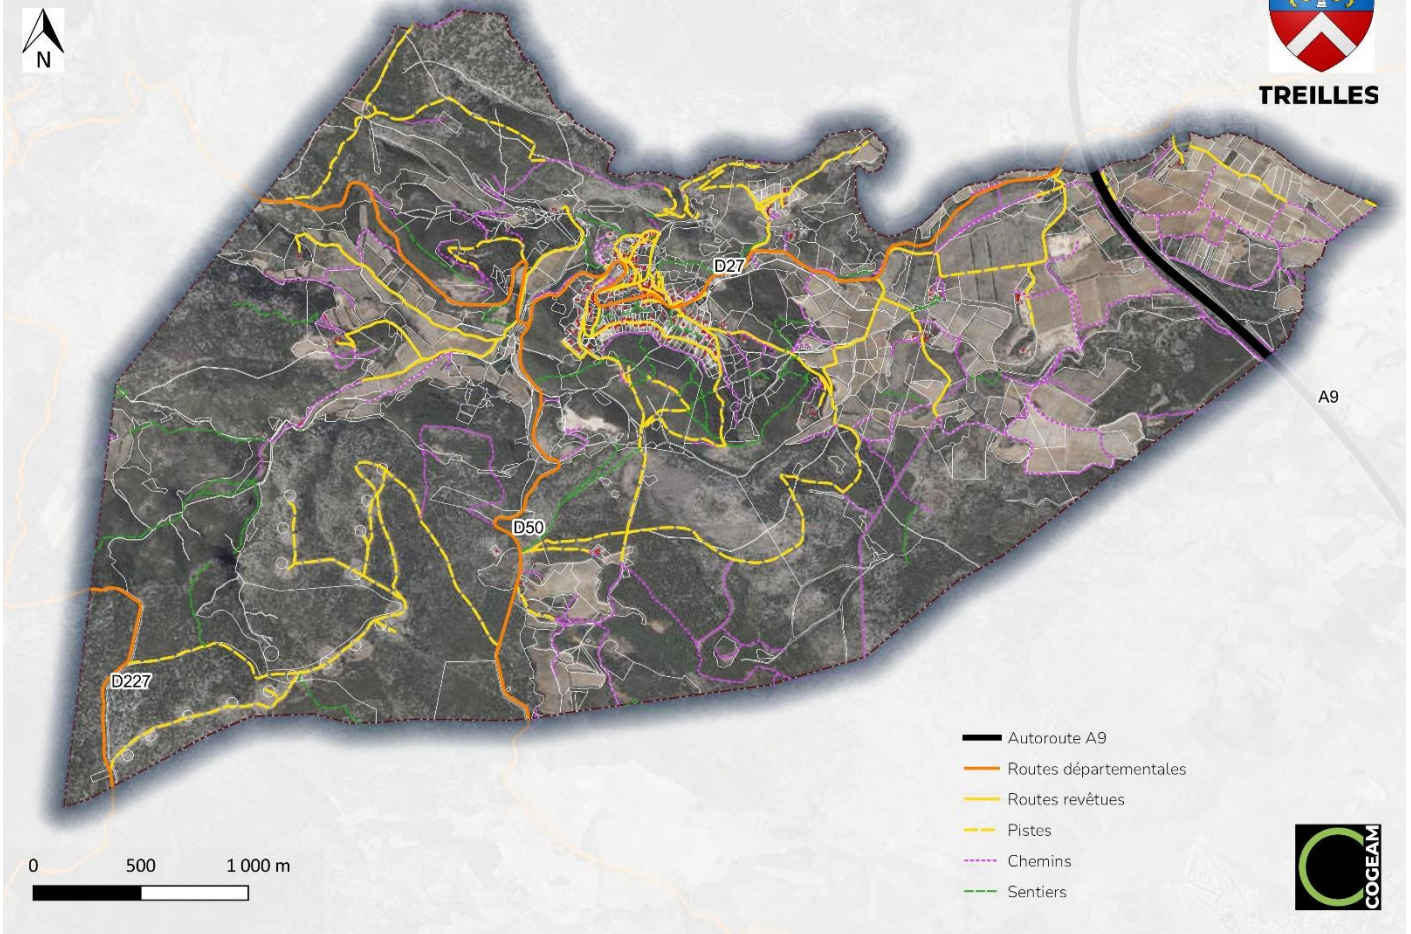 N
TREILLES
D27
A9
D50
D227
Autoroute A9
Routes départementales
Routes revêtues
Pistes
Chemins
Sentiers
0 500 1 000 m
COGEAM